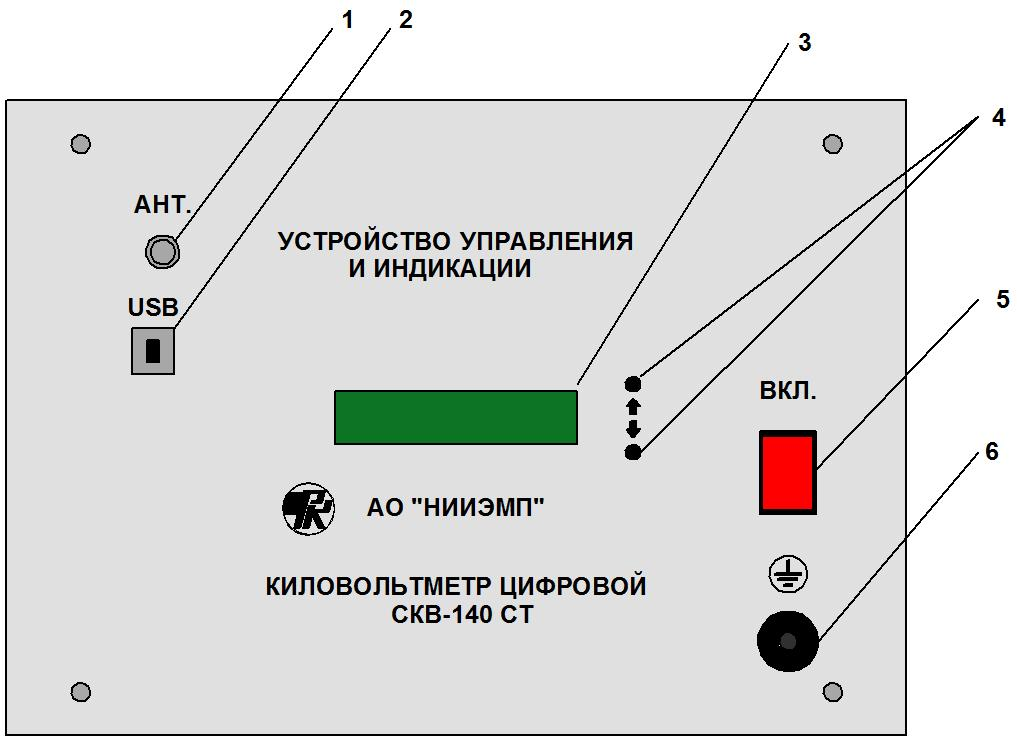 1 2
3
4
АНТ.
УСТРОЙСТВО УПРАВЛЕНИЯ
И ИНДИКАЦИИ
USB
5
ВКЛ.
6
АО "НИИЭМП"
КИЛОВОЛЬТМЕТР ЦИФРОВОЙ
СКВ-140 СТ